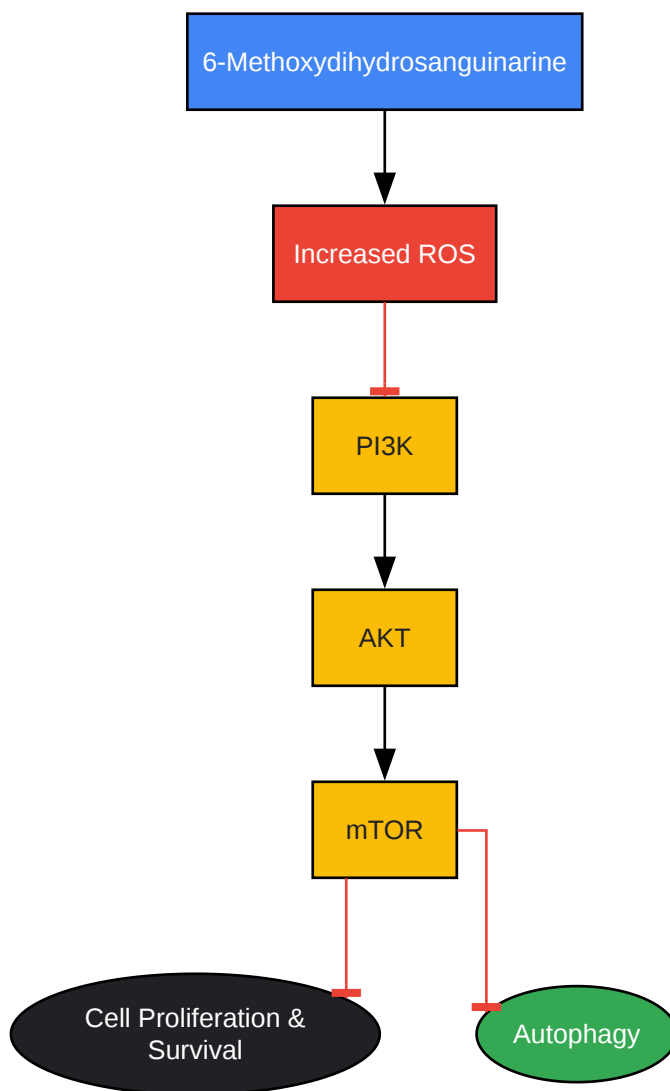 6-Methoxydihydrosanguinarine
Increased ROS
PI3K
AKT
mTOR
Cell Proliferation &
Survival
Autophagy